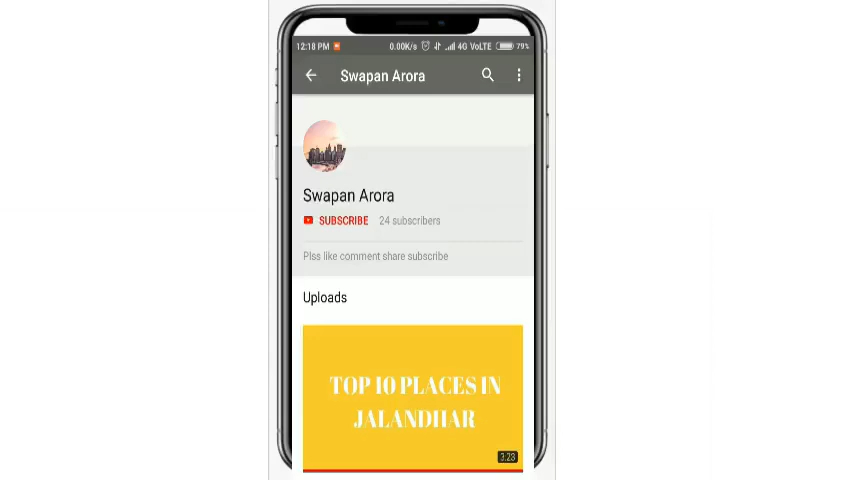 12:18 PM 0.00K/s 4G VoLTE 79%
Swapan Arora
Swapan Arora
SUBSCRIBE 24 subscribers
Plss like comment share subscribe
Uploads
TOP 10 PLACES IN
JALANDHAR
3:23